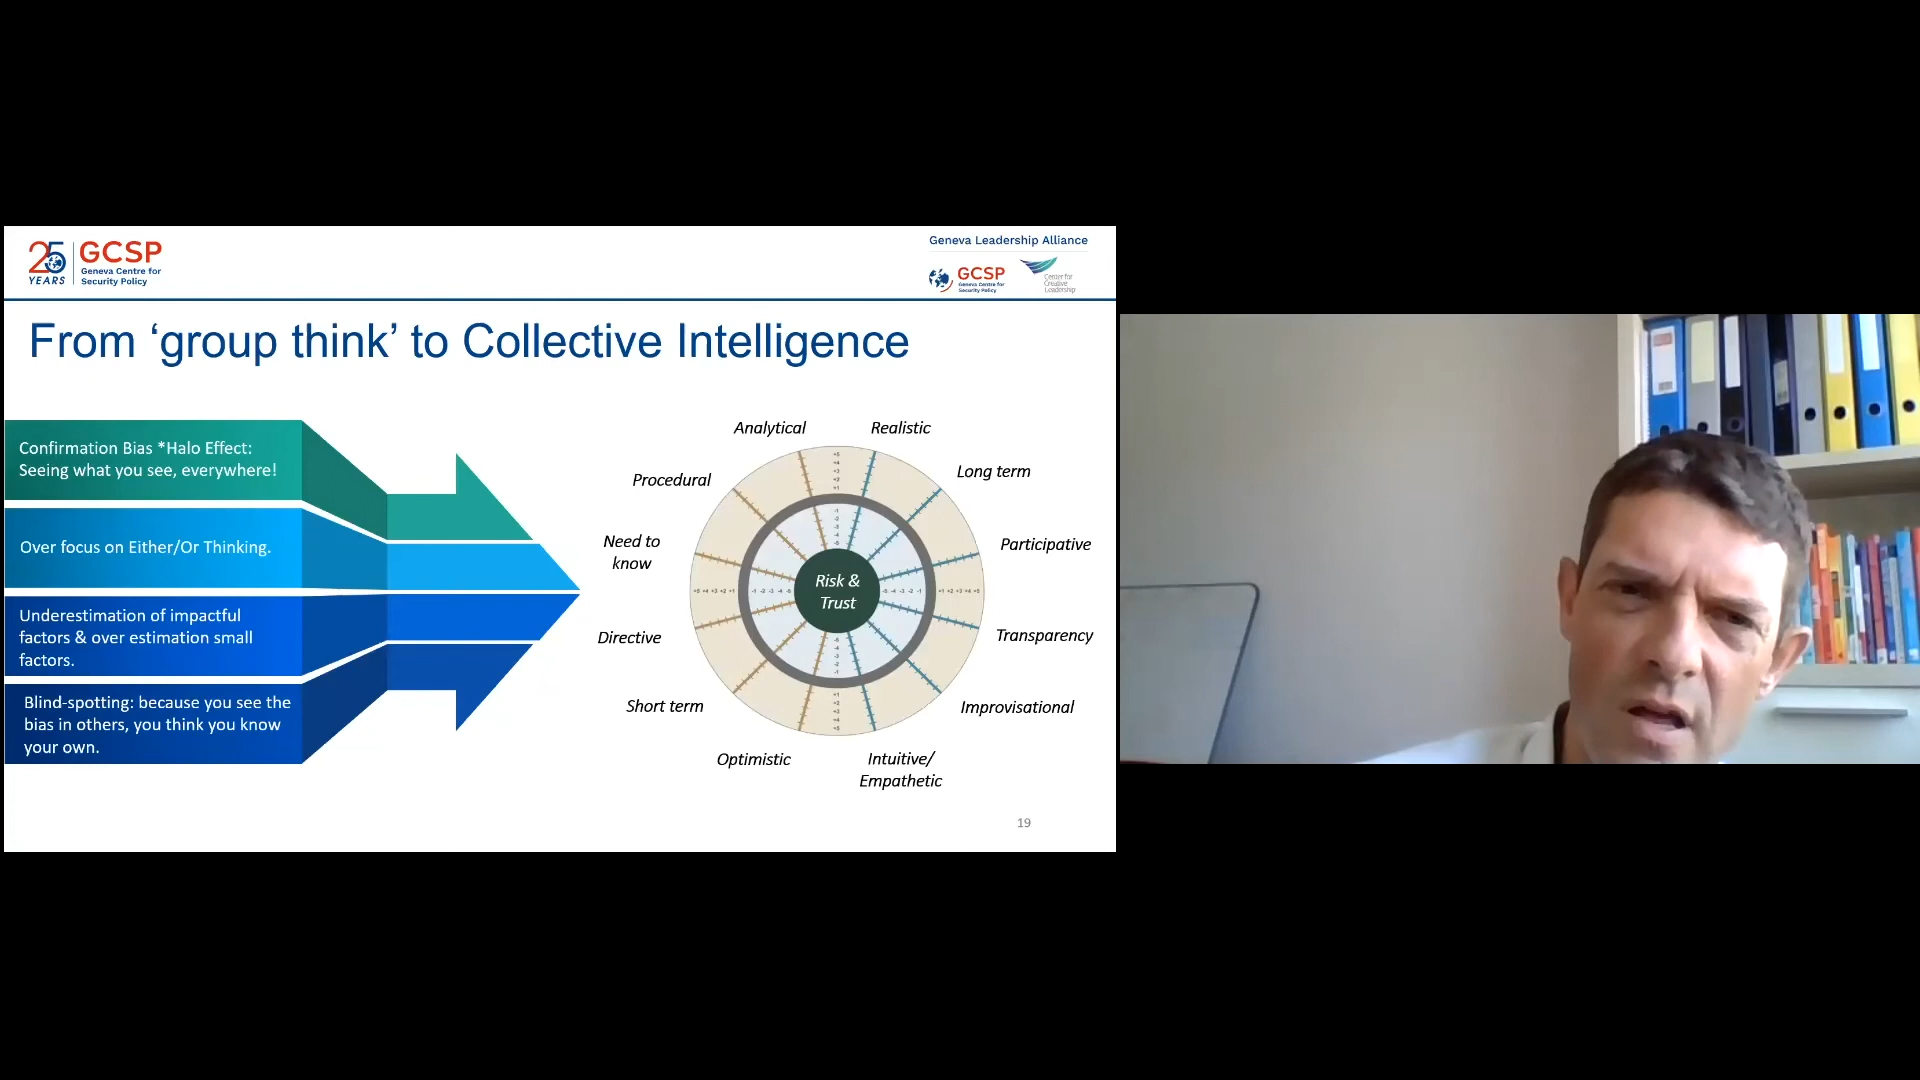 25 YEARS
GCSP
Geneva Centre for
Security Policy
Geneva Leadership Alliance
GCSP
Geneva Centre for
Security Policy
Center for
Creative
Leadership
From ‘group think’ to Collective Intelligence
Confirmation Bias *Halo Effect:
Seeing what you see, everywhere!
Over focus on Either/Or Thinking.
Underestimation of impactful
factors & over estimation small
factors.
Blind-spotting: because you see the
bias in others, you think you know
your own.
Analytical
Realistic
Procedural
Long term
Need to
know
Participative
Risk &
Trust
Directive
Transparency
Short term
Improvisational
Optimistic
Intuitive/
Empathetic
19